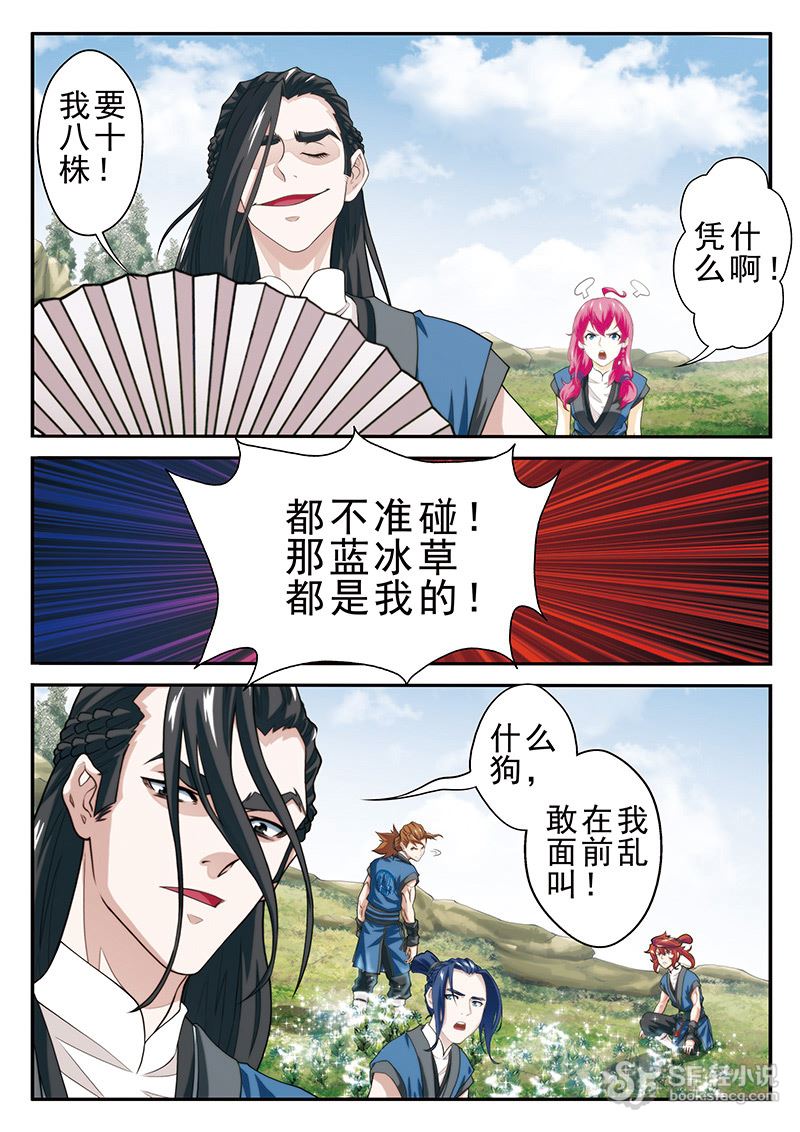 我要十
八株！
凭什
么啊！
都不准碰！
那蓝冰草
都是我的！
什么
狗，
敢在我
面前乱
叫！
SF轻小说
book.sfacg.com